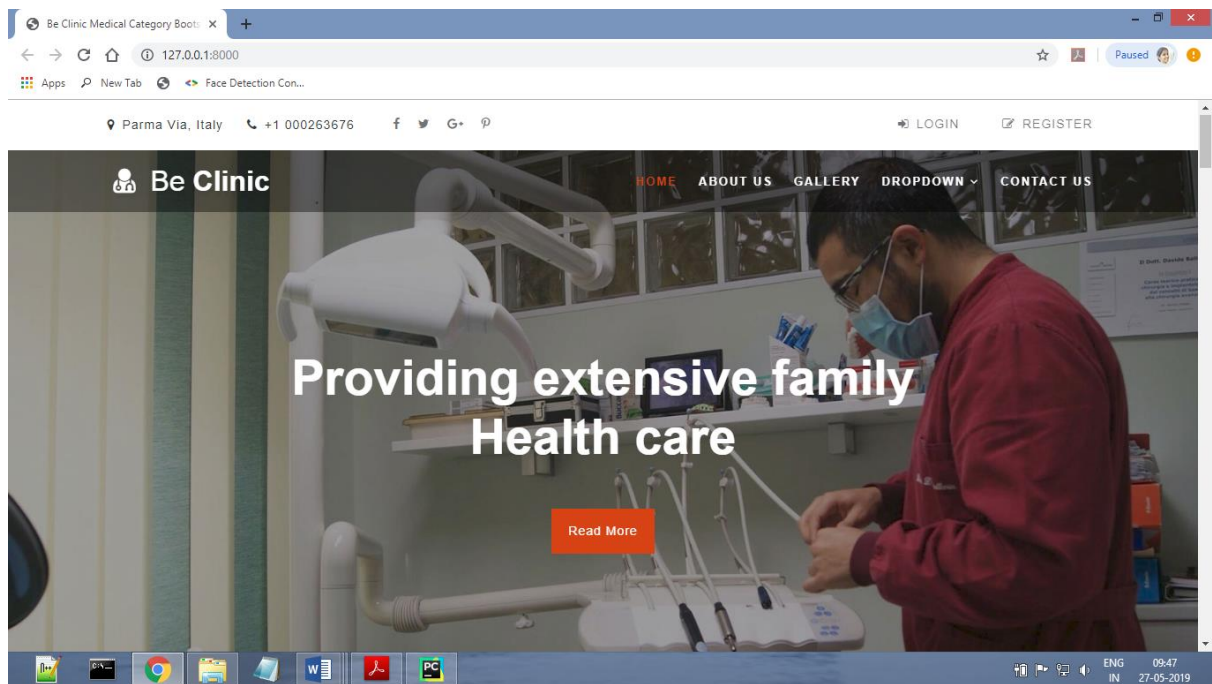 Be Clinic Medical Category Boots
127.0.0.1:8000
Paused
Apps New Tab Face Detection Con...
Parma Via, Italy +1 000263676 f G+ LOGIN REGISTER
Be Clinic HOME ABOUT US GALLERY DROPDOWN CONTACT US
Providing extensive family
Health care
Read More
ENG 09:47
IN 27-05-2019